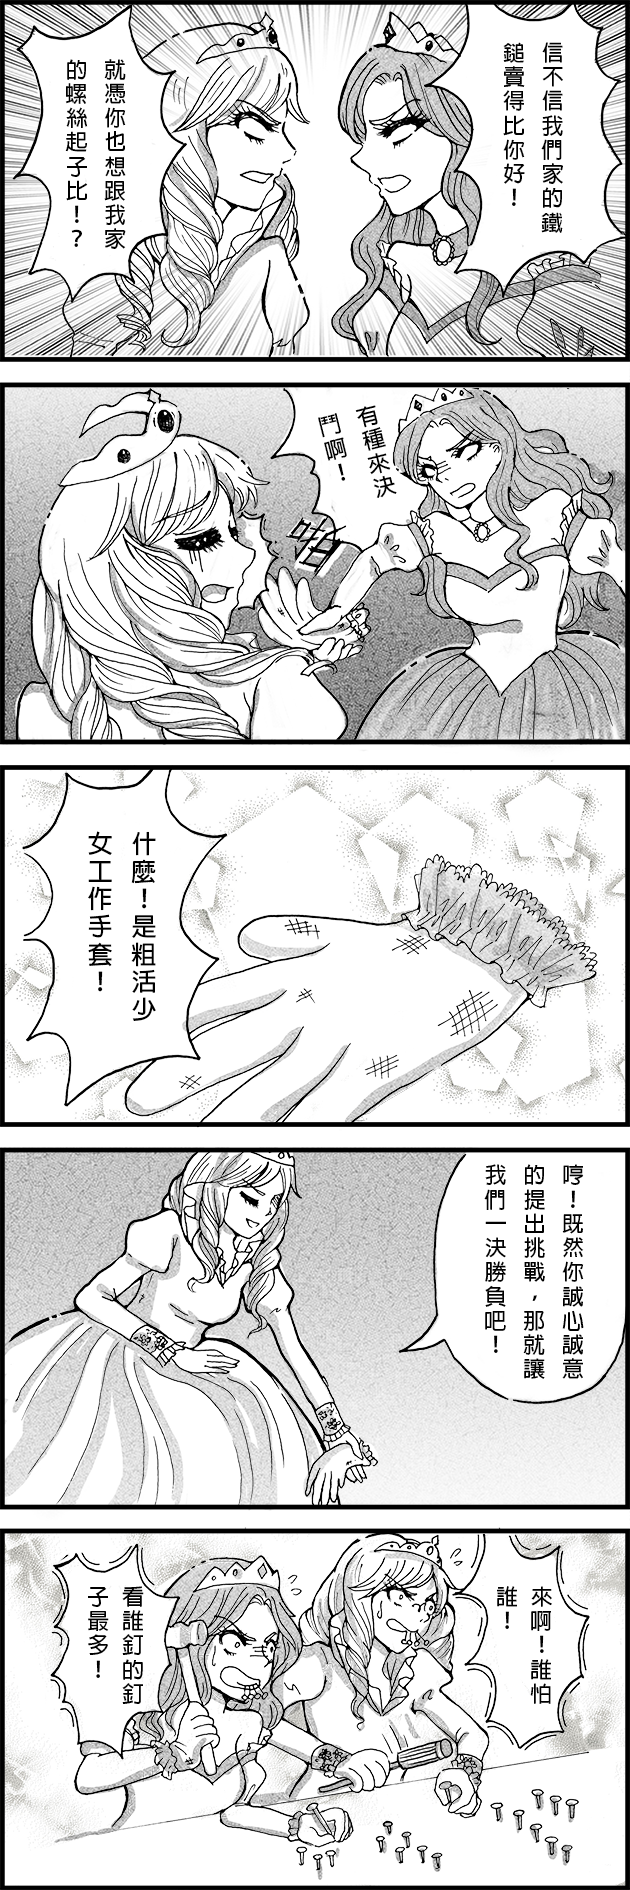 信不信我們家的鐵
鎚賣得比你好！
就憑你也想跟我家
的螺絲起子比！？
有種來決
鬥啊！
啪
什麼！是粗活少
女工作手套！
哼！既然你誠心誠意
的提出挑戰，那就讓
我們一決勝負吧！
來啊！誰怕
誰！
看誰釘的釘
子最多！